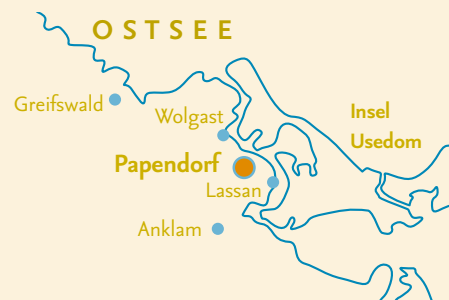 OSTSEE
Greifswald
Wolgast
Insel
Usedom
Papendorf
Lassan
Anklam